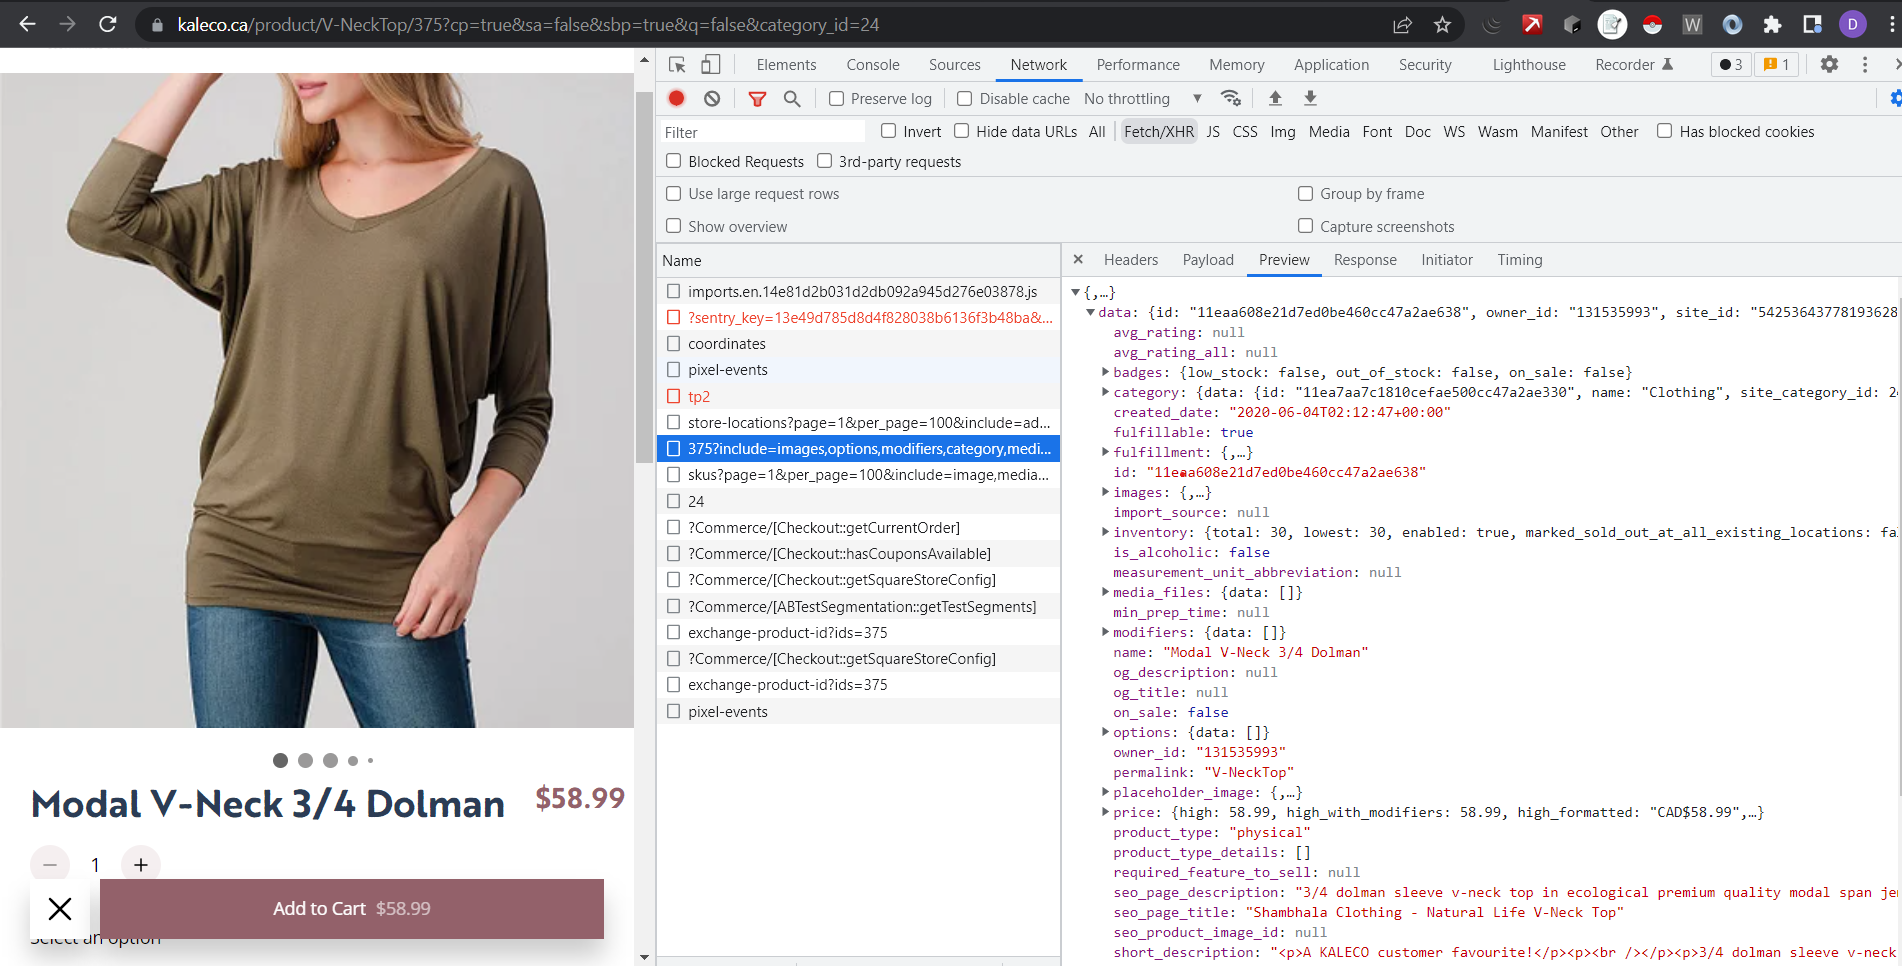 kaleco.ca/product/V-NeckTop/375?cp=true&sa=false&sbp=true&q=false&category_id=24
W
D
Elements Console Sources Network Performance Memory Application Security Lighthouse Recorder 3 1
Preserve log Disable cache No throttling
Filter Invert Hide data URLs All Fetch/XHR JS CSS Img Media Font Doc WS Wasm Manifest Other Has blocked cookies
Blocked Requests 3rd-party requests
Use large request rows Group by frame
Show overview Capture screenshots
Name
imports.en.14e81d2b031d2db092a945d276e03878.js
?sentry_key=13e49d785d8d4f828038b6136f3b48ba&...
coordinates
pixel-events
tp2
store-locations?page=1&per_page=100&include=ad...
375?include=images,options,modifiers,category,medi...
skus?page=1&per_page=100&include=image,media...
24
?Commerce/[Checkout::getCurrentOrder]
?Commerce/[Checkout::hasCouponsAvailable]
?Commerce/[Checkout::getSquareStoreConfig]
?Commerce/[ABTestSegmentation::getTestSegments]
exchange-product-id?ids=375
?Commerce/[Checkout::getSquareStoreConfig]
exchange-product-id?ids=375
pixel-events
Headers Payload Preview Response Initiator Timing
{,…}
data: {id: "11eaa608e21d7ed0be460cc47a2ae638", owner_id: "131535993", site_id: "54253643778193628
avg_rating: null
avg_rating_all: null
badges: {low_stock: false, out_of_stock: false, on_sale: false}
category: {data: {id: "11ea7aa7c1810cefae500cc47a2ae330", name: "Clothing", site_category_id: 2
created_date: "2020-06-04T02:12:47+00:00"
fulfillable: true
fulfillment: {,…}
id: "11eaa608e21d7ed0be460cc47a2ae638"
images: {,…}
import_source: null
inventory: {total: 30, lowest: 30, enabled: true, marked_sold_out_at_all_existing_locations: fa
is_alcoholic: false
measurement_unit_abbreviation: null
media_files: {data: []}
min_prep_time: null
modifiers: {data: []}
name: "Modal V-Neck 3/4 Dolman"
og_description: null
og_title: null
on_sale: false
options: {data: []}
owner_id: "131535993"
permalink: "V-NeckTop"
placeholder_image: {,…}
price: {high: 58.99, high_with_modifiers: 58.99, high_formatted: "CAD$58.99",…}
product_type: "physical"
product_type_details: []
required_feature_to_sell: null
seo_page_description: "3/4 dolman sleeve v-neck top in ecological premium quality modal span je
seo_page_title: "Shambhala Clothing - Natural Life V-Neck Top"
seo_product_image_id: null
short_description: "<p>A KALECO customer favourite!</p><p><br /></p><p>3/4 dolman sleeve v-neck
Modal V-Neck 3/4 Dolman $58.99
− 1 +
Add to Cart $58.99
Select an option